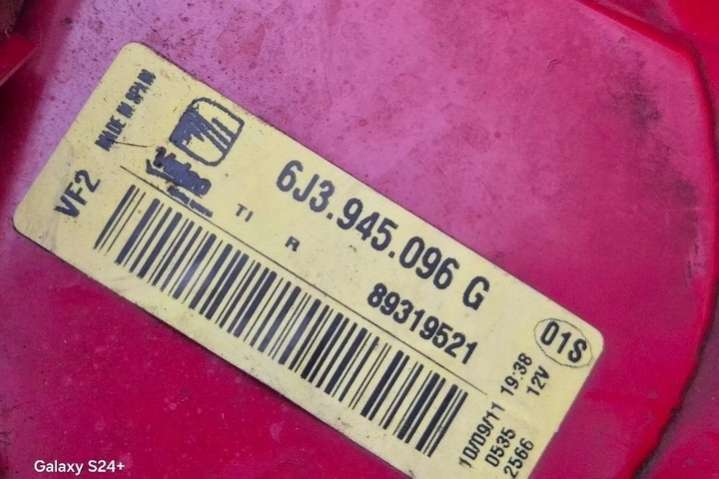 MADE IN SPAIN
VF2
6J3.945.096 G
TI R
89319521
01S
10/09/11 19:38
0535 12V
2566
Galaxy S24+